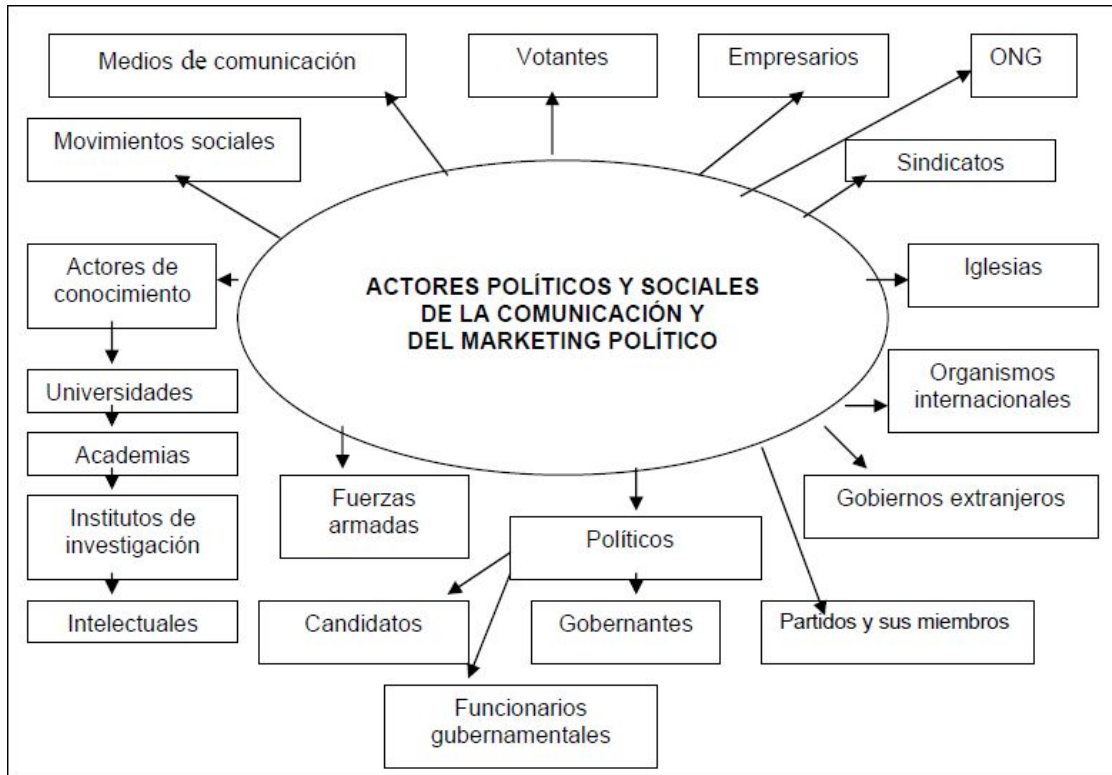 Medios de comunicación
Votantes
Empresarios
ONG
Movimientos sociales
Sindicatos
Actores de
conocimiento
ACTORES POLÍTICOS Y SOCIALES
DE LA COMUNICACIÓN Y
DEL MARKETING POLÍTICO
Iglesias
Universidades
Organismos
internacionales
Academias
Fuerzas
armadas
Gobiernos extranjeros
Institutos de
investigación
Políticos
Intelectuales
Candidatos
Gobernantes
Partidos y sus miembros
Funcionarios
gubernamentales